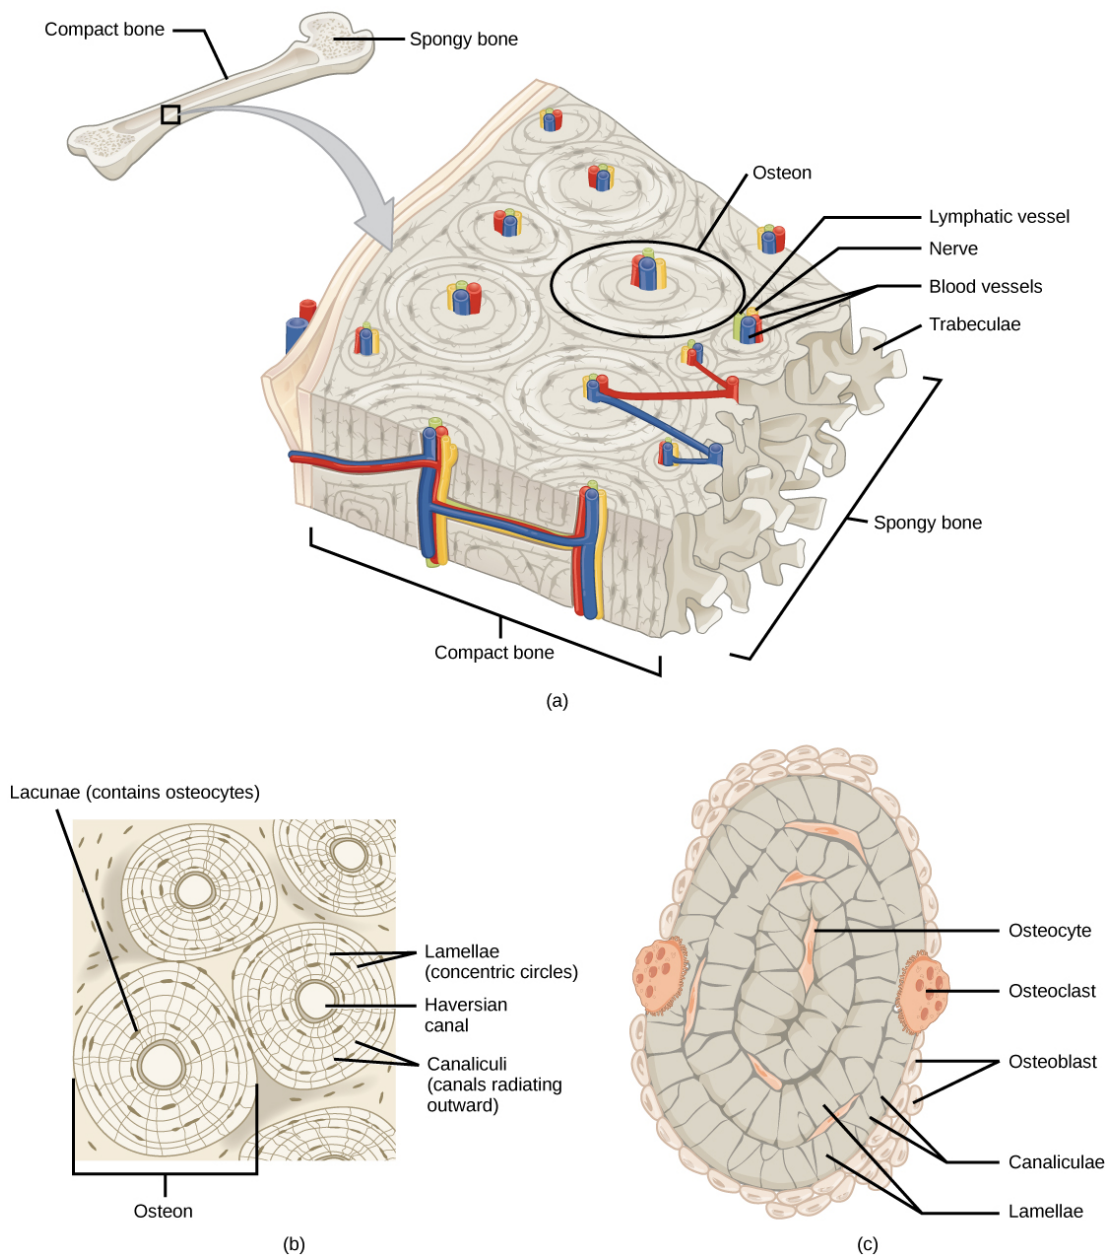 Compact bone
Spongy bone
Osteon
Lymphatic vessel
Nerve
Blood vessels
Trabeculae
Spongy bone
Compact bone
(a)
Lacunae (contains osteocytes)
Lamellae
(concentric circles)
Haversian
canal
Canaliculi
(canals radiating
outward)
Osteon
(b)
Osteocyte
Osteoclast
Osteoblast
Canaliculae
Lamellae
(c)